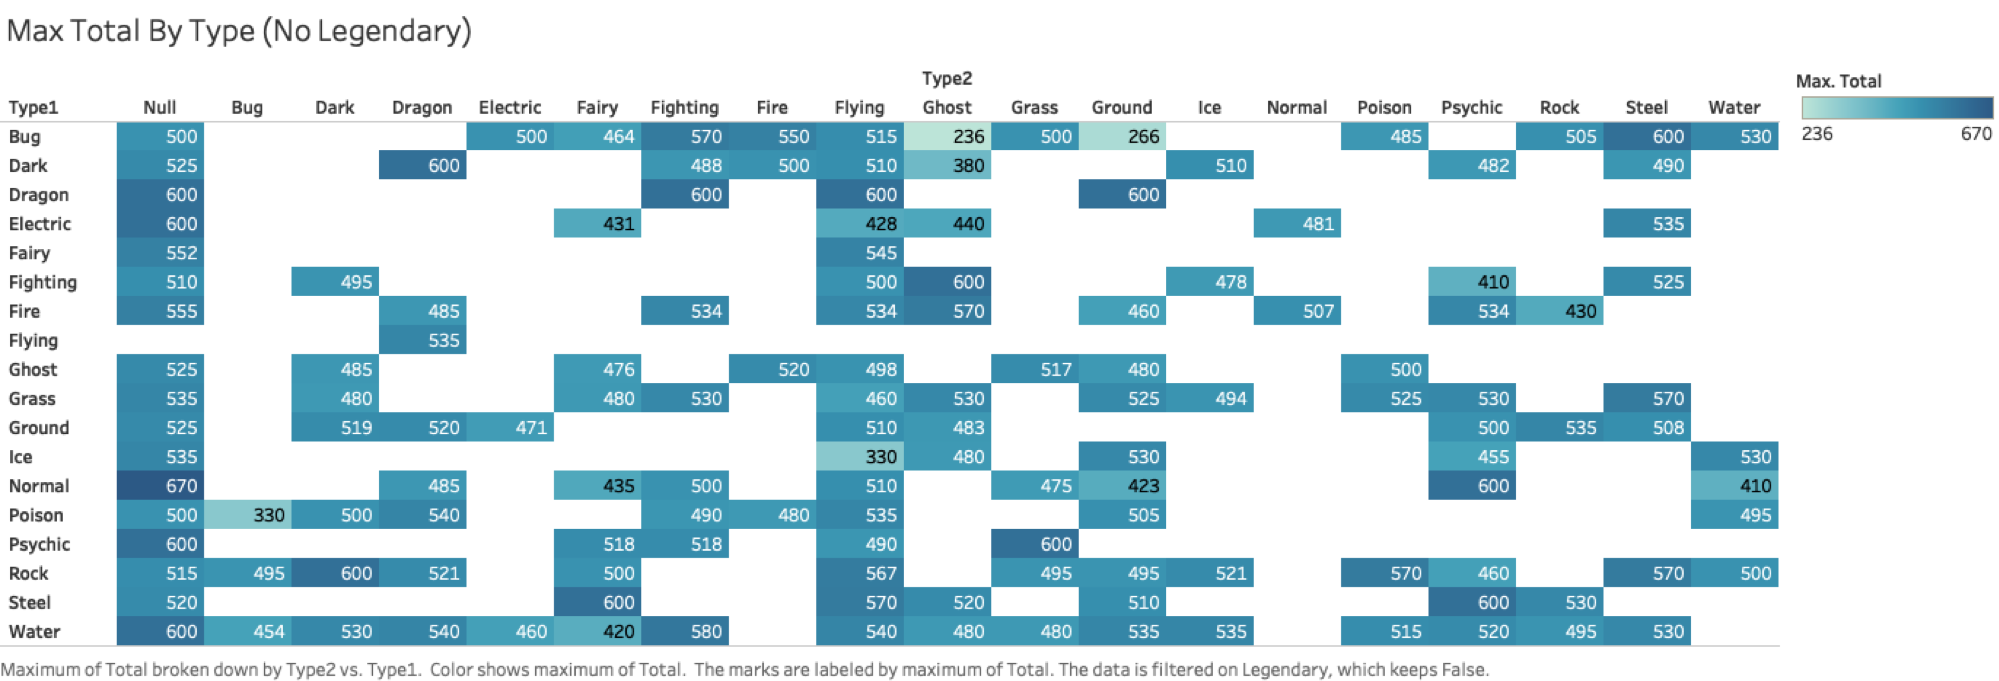 Max Total By Type (No Legendary)
Type2
Max. Total
Type1 Null Bug Dark Dragon Electric Fairy Fighting Fire Flying Ghost Grass Ground Ice Normal Poison Psychic Rock Steel Water
236 670
Bug 500 500 464 570 550 515 236 500 266 485 505 600 530
Dark 525 600 488 500 510 380 510 482 490
Dragon 600 600 600 600
Electric 600 431 428 440 481 535
Fairy 552 545
Fighting 510 495 500 600 478 410 525
Fire 555 485 534 534 570 460 507 534 430
Flying 535
Ghost 525 485 476 520 498 517 480 500
Grass 535 480 480 530 460 530 525 494 525 530 570
Ground 525 519 520 471 510 483 500 535 508
Ice 535 330 480 530 455 530
Normal 670 485 435 500 510 475 423 600 410
Poison 500 330 500 540 490 480 535 505 495
Psychic 600 518 518 490 600
Rock 515 495 600 521 500 567 495 495 521 570 460 570 500
Steel 520 600 570 520 510 600 530
Water 600 454 530 540 460 420 580 540 480 480 535 535 515 520 495 530
Maximum of Total broken down by Type2 vs. Type1. Color shows maximum of Total. The marks are labeled by maximum of Total. The data is filtered on Legendary, which keeps False.